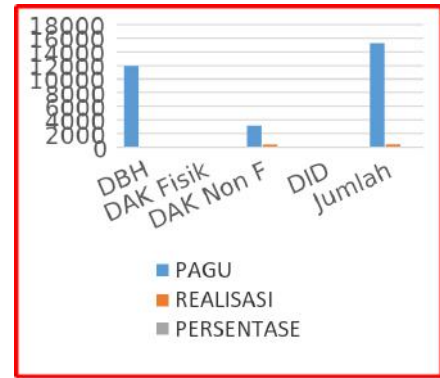 18000
16000
14000
12000
10000
8000
6000
4000
2000
0
DBH
DAK Fisik
DAK Non F
DID
Jumlah
PAGU
REALISASI
PERSENTASE